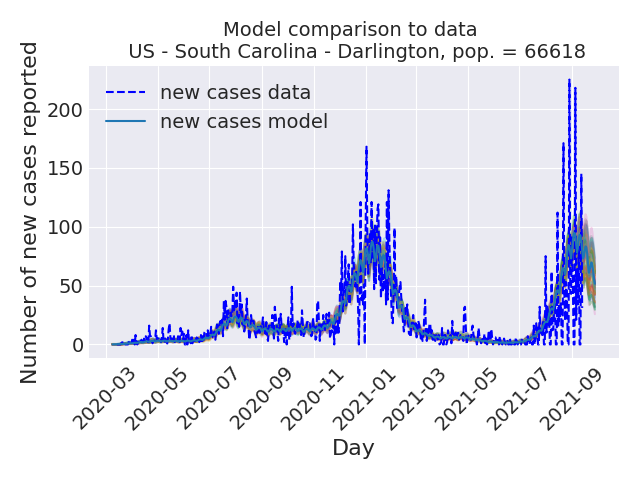 Model comparison to data
US - South Carolina - Darlington, pop. = 66618
Number of new cases reported
200
150
100
50
0
new cases data
new cases model
2020-03
2020-05
2020-07
2020-09
2020-11
2021-01
2021-03
2021-05
2021-07
2021-09
Day